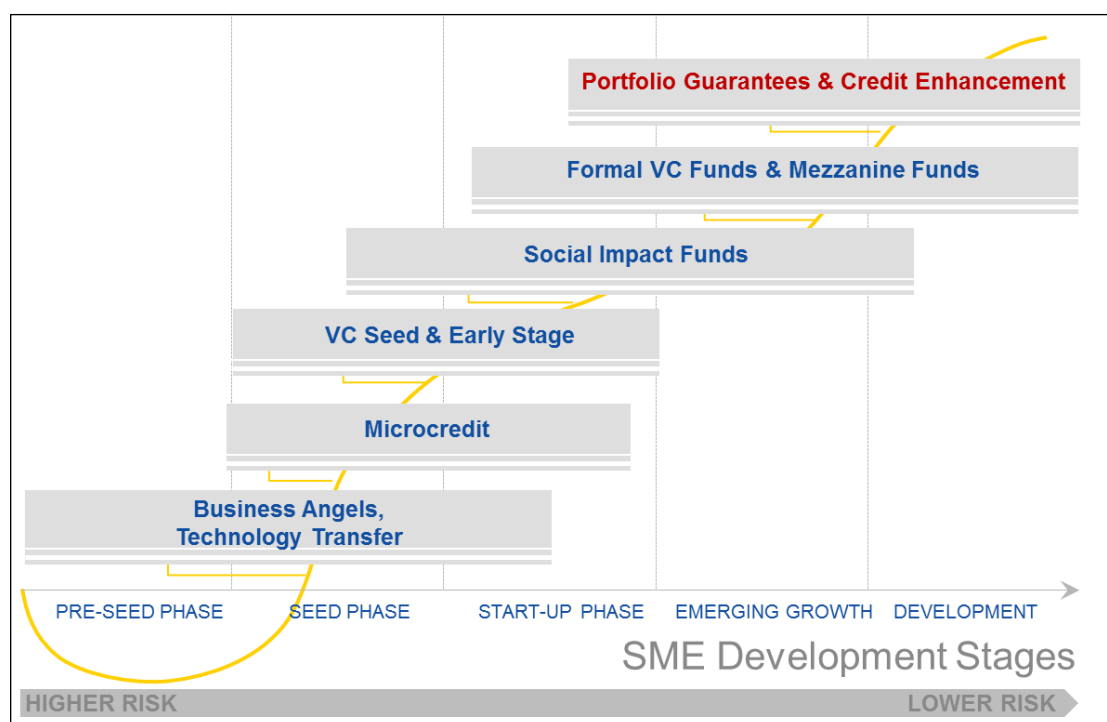 Portfolio Guarantees & Credit Enhancement
Formal VC Funds & Mezzanine Funds
Social Impact Funds
VC Seed & Early Stage
Microcredit
Business Angels,
Technology Transfer
PRE-SEED PHASE SEED PHASE START-UP PHASE EMERGING GROWTH DEVELOPMENT
SME Development Stages
HIGHER RISK LOWER RISK